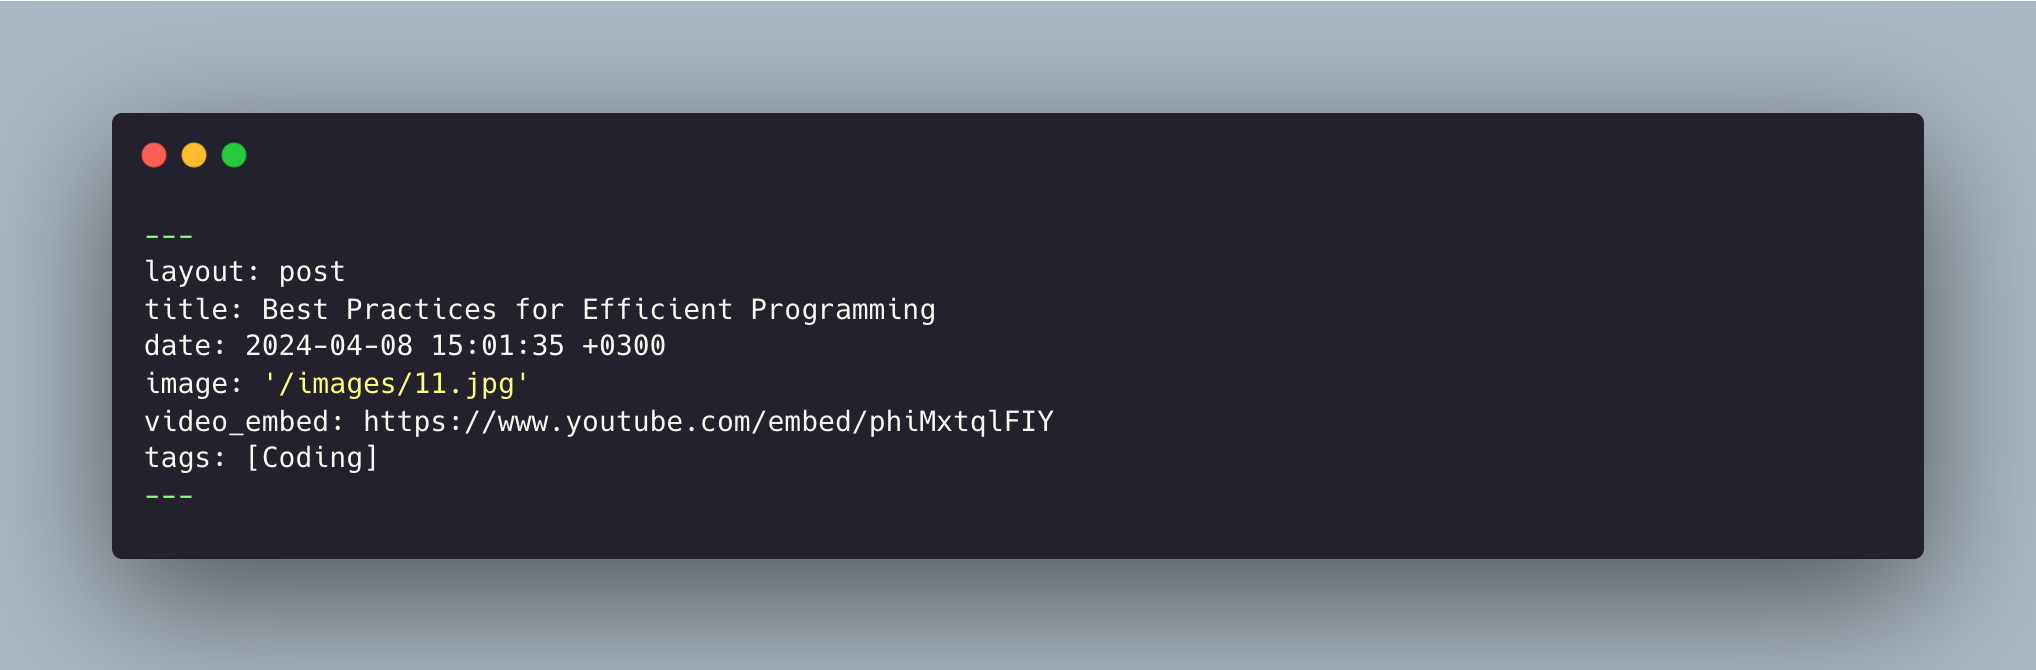 ---
layout: post
title: Best Practices for Efficient Programming
date: 2024-04-08 15:01:35 +0300
image: '/images/11.jpg'
video_embed: https://www.youtube.com/embed/phiMxtqlFIY
tags: [Coding]
---